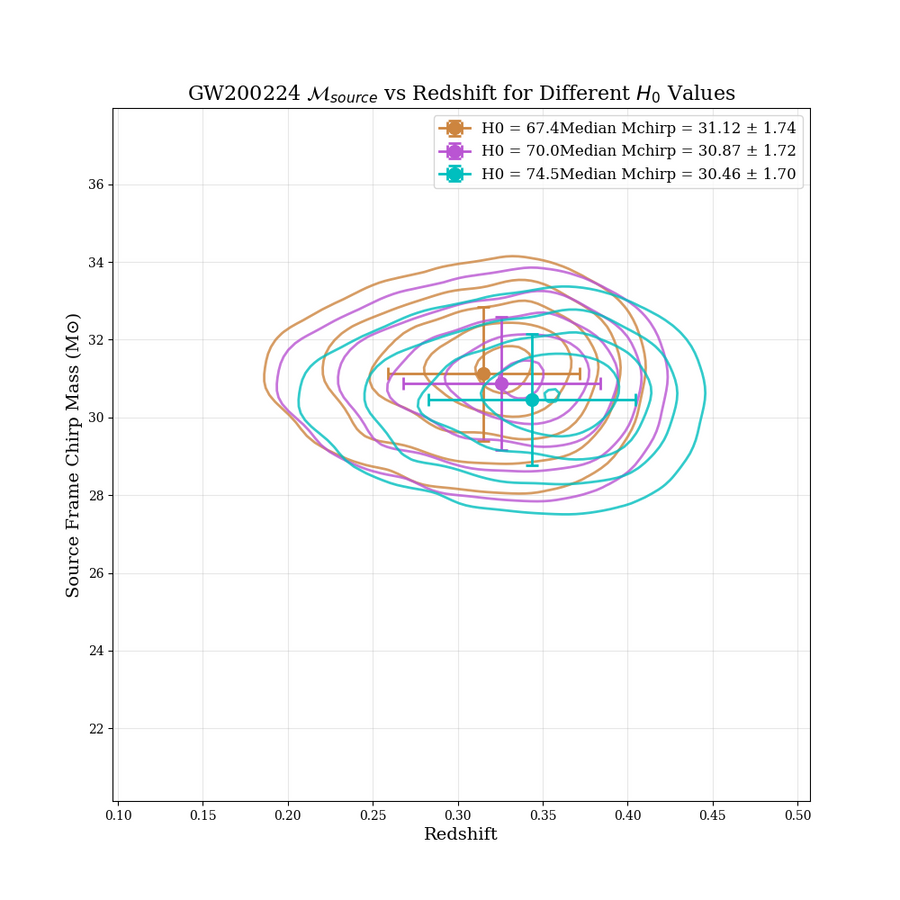 GW200224 ℳsource vs Redshift for Different H0 Values
H0 = 67.4Median Mchirp = 31.12 ± 1.74
H0 = 70.0Median Mchirp = 30.87 ± 1.72
H0 = 74.5Median Mchirp = 30.46 ± 1.70
Source Frame Chirp Mass (M⊙)
36
34
32
30
28
26
24
22
0.10 0.15 0.20 0.25 0.30 0.35 0.40 0.45 0.50
Redshift